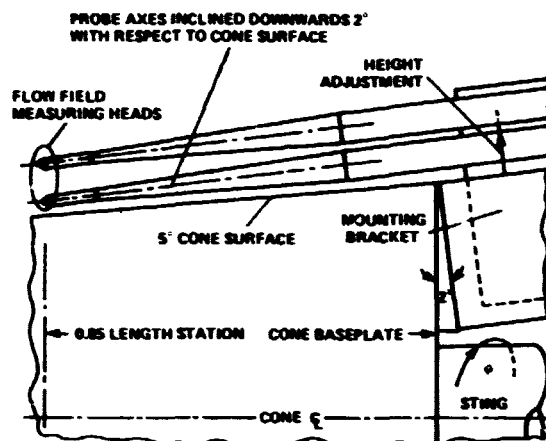 PROBE AXES INCLINED DOWNWARDS 2°
WITH RESPECT TO CONE SURFACE
HEIGHT
ADJUSTMENT
FLOW FIELD
MEASURING HEADS
MOUNTING
BRACKET
5° CONE SURFACE
2°
0.85 LENGTH STATION
CONE BASEPLATE
STING
CONE ℄